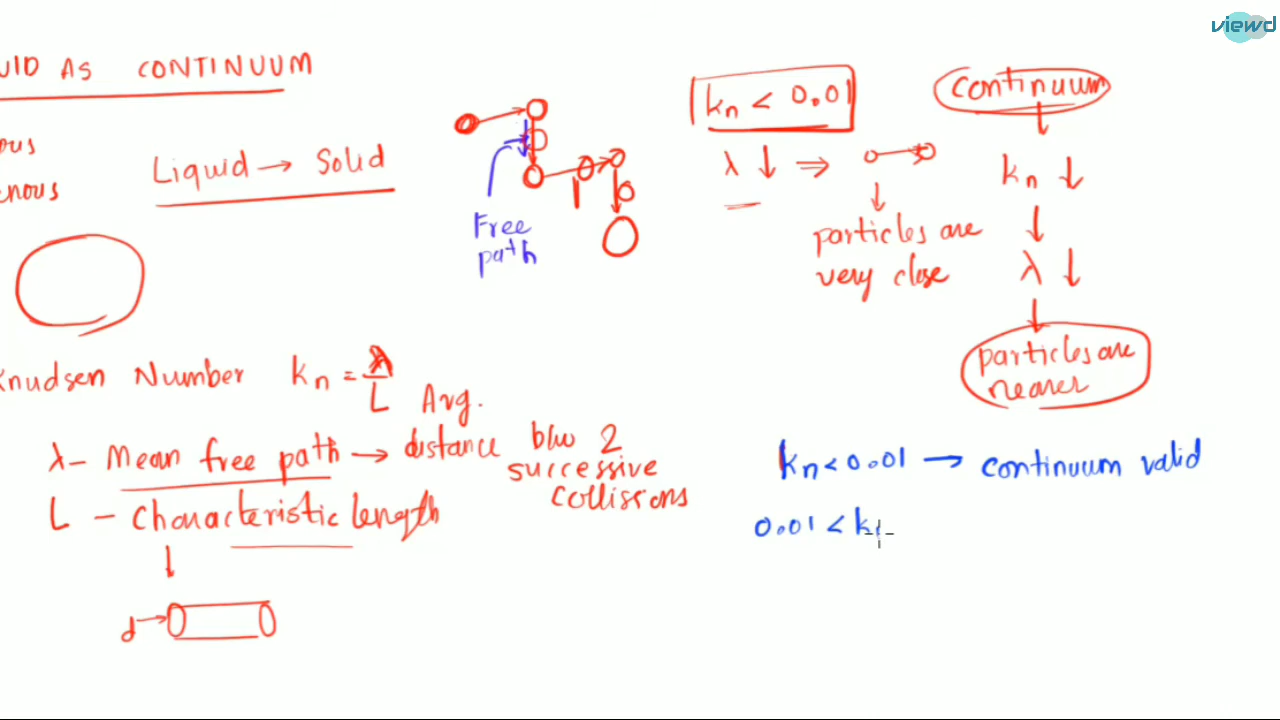 viewd
UID AS CONTINUUM
ous
enous
Liquid → Solid
Free
path
kn < 0.01
λ ↓ ⇒
particles are
very close
continuum
↓
kn ↓
↓
λ ↓
↓
particles are
nearer
Knudsen Number kn = λ/L
Avg.
λ - Mean free path → distance b/w 2
successive
collissions
L - characteristic length
↓
d →
kn < 0.01 → continuum valid
0.01 < kn